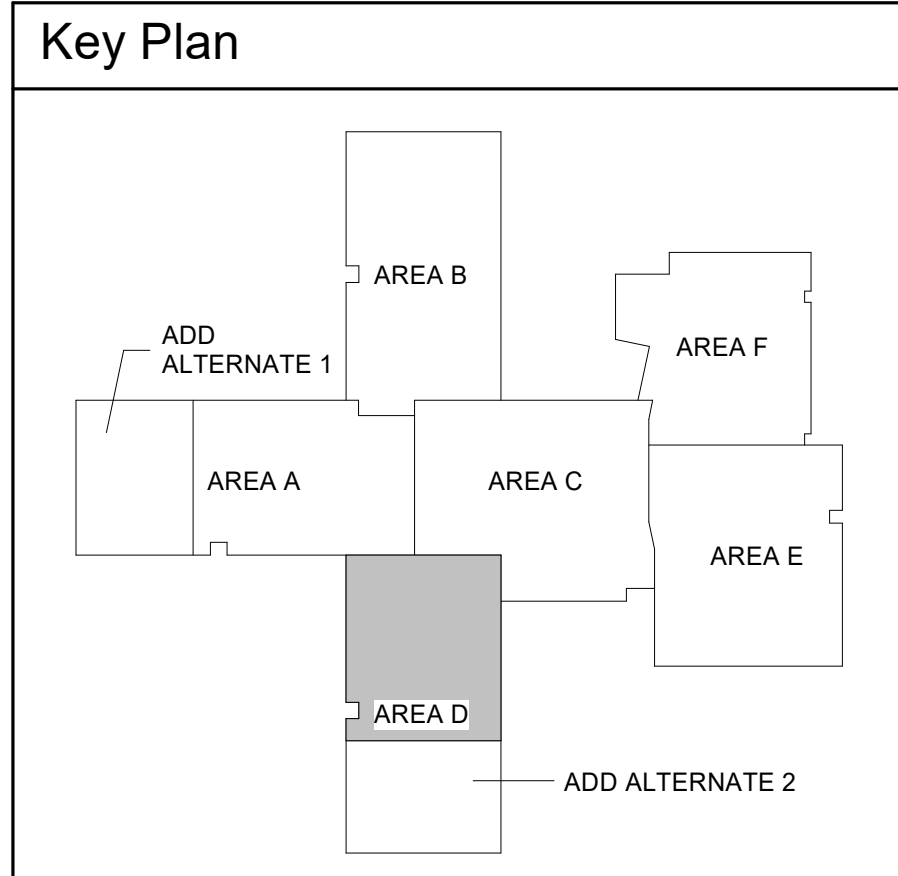 Key Plan
AREA B
ADD
ALTERNATE 1
AREA F
AREA A
AREA C
AREA E
AREA D
ADD ALTERNATE 2